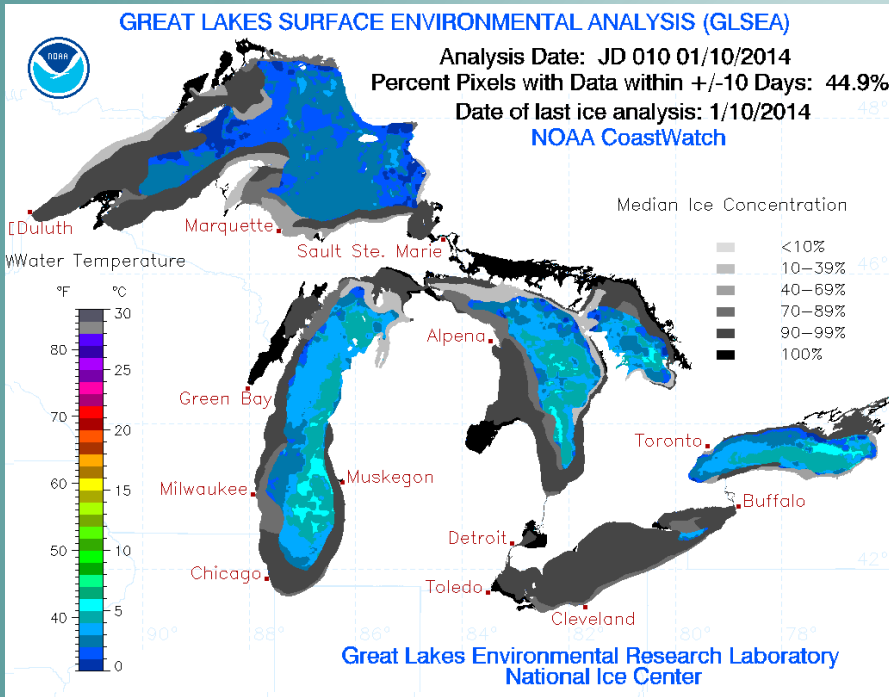 GREAT LAKES SURFACE ENVIRONMENTAL ANALYSIS (GLSEA)
NOAA
Analysis Date: JD 010 01/10/2014
Percent Pixels with Data within +/-10 Days: 44.9%
Date of last ice analysis: 1/10/2014
NOAA CoastWatch
48°
[Duluth
Marquette
Sault Ste. Marie
Median Ice Concentration
<10%
10-39%
40-69%
70-89%
90-99%
100%
WWater Temperature
46°
°F °C
30
80
25
70
20
60
15
50
10
40
5
0
Alpena
Green Bay
Toronto
Milwaukee
Muskegon
Buffalo
Detroit
42°
Chicago
Toledo
Cleveland
90° 88° 86° 84° 82° 80° 78°
Great Lakes Environmental Research Laboratory
National Ice Center